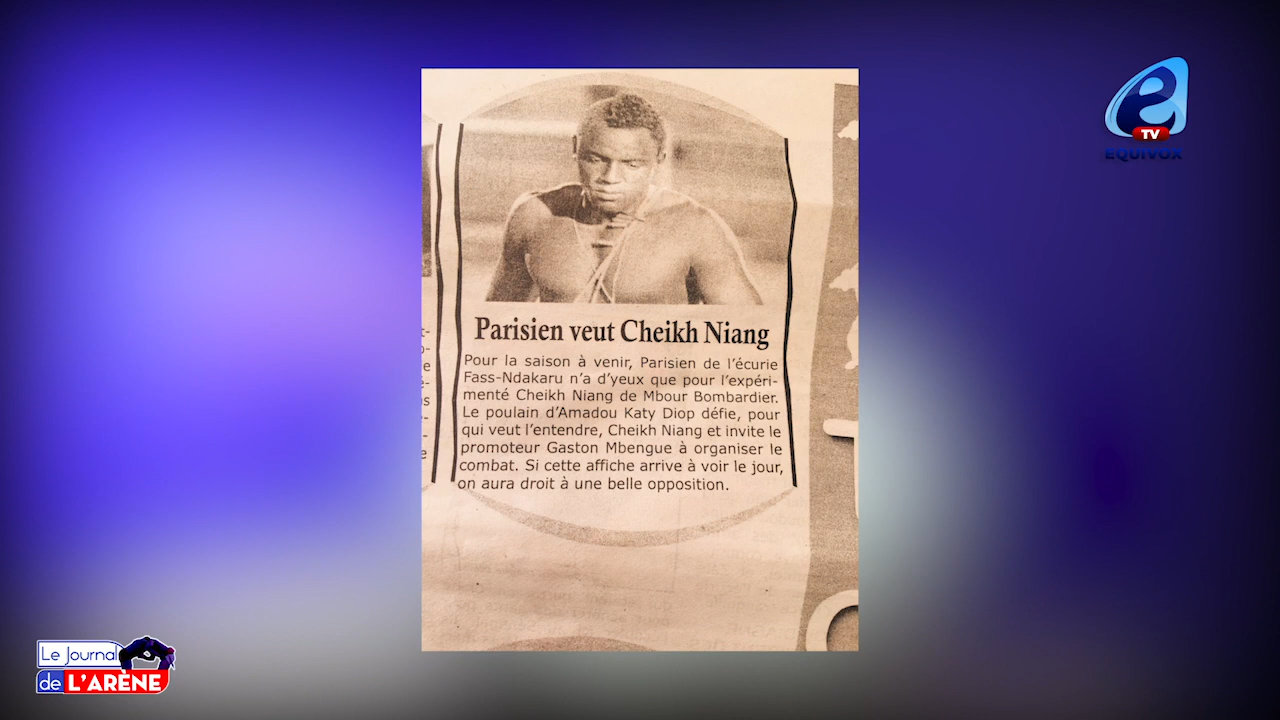 e
TV
EQUIVOX
Parisien veut Cheikh Niang
Pour la saison à venir, Parisien de l'écurie
Fass-Ndakaru n'a d'yeux que pour l'expéri-
menté Cheikh Niang de Mbour Bombardier.
Le poulain d'Amadou Katy Diop défie, pour
qui veut l'entendre, Cheikh Niang et invite le
promoteur Gaston Mbengue à organiser le
combat. Si cette affiche arrive à voir le jour,
on aura droit à une belle opposition.
Le Journal
de L'ARÈNE